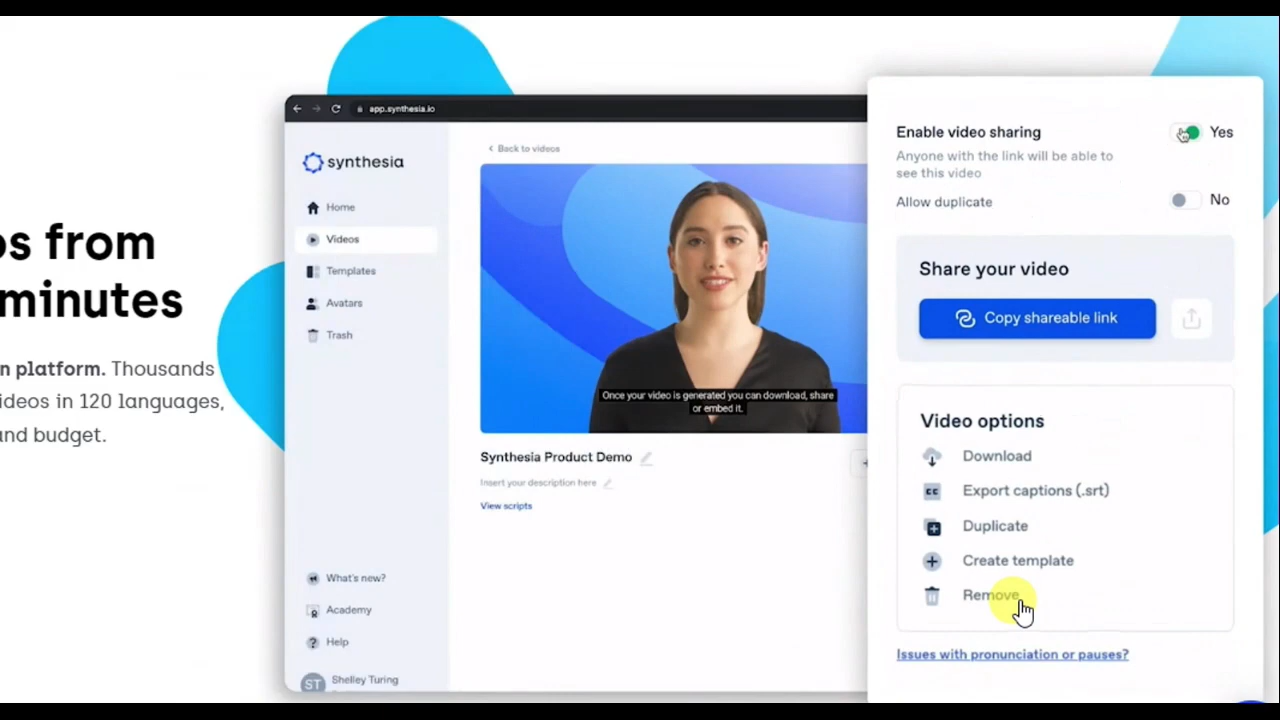 os from
minutes
n platform. Thousands
ideos in 120 languages,
and budget.
app.synthesia.io
synthesia
Home
Videos
Templates
Avatars
Trash
What's new?
Academy
Help
ST
Shelley Turing
Back to videos
Once your video is generated you can download, share
or embed it.
Synthesia Product Demo
Insert your description here
View scripts
Enable video sharing
Yes
Anyone with the link will be able to
see this video
Allow duplicate
No
Share your video
Copy shareable link
Video options
Download
CC
Export captions (.srt)
Duplicate
Create template
Remove
Issues with pronunciation or pauses?